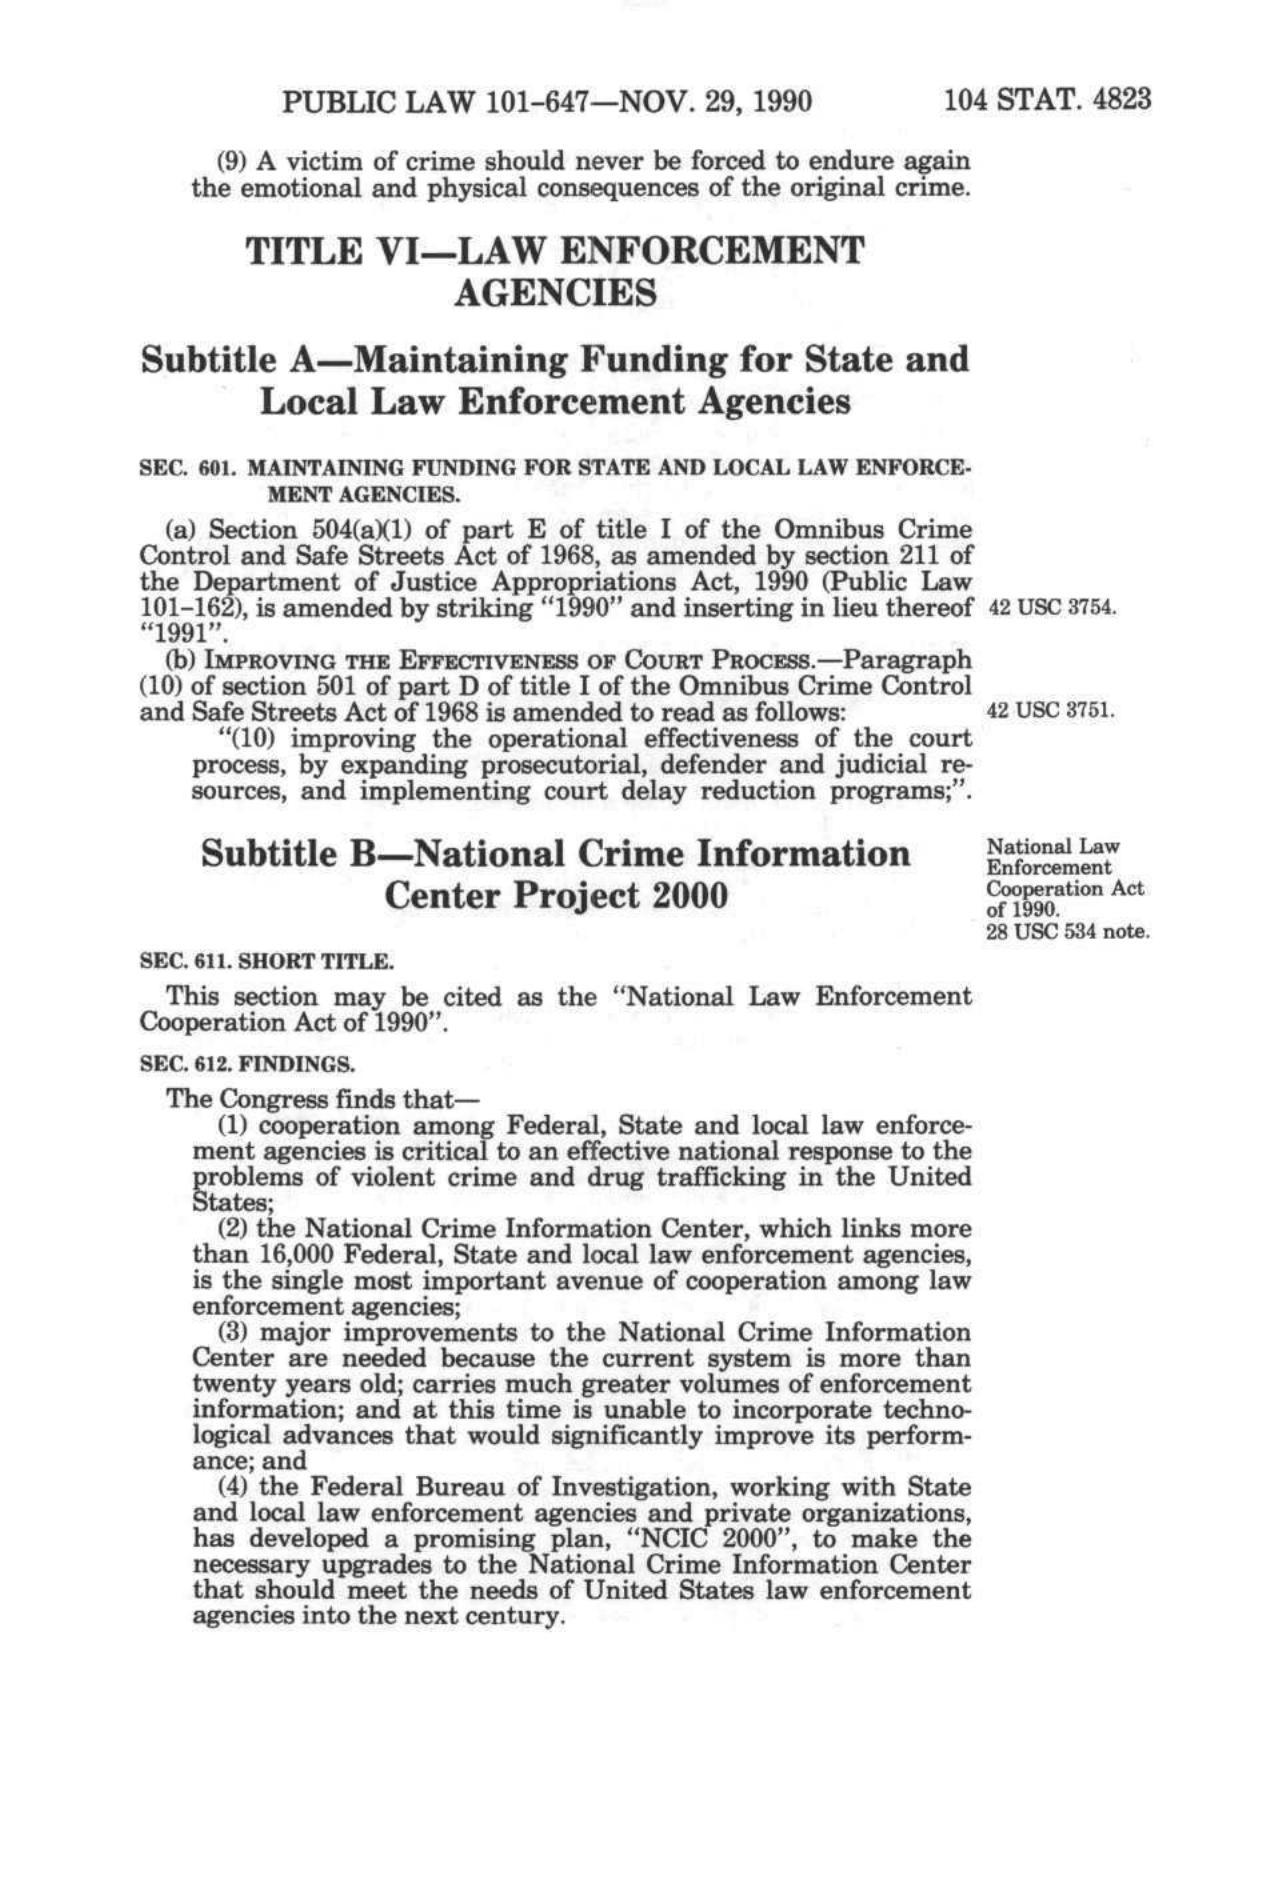 PUBLIC LAW 101-647—NOV. 29, 1990 104 STAT. 4823
(9) A victim of crime should never be forced to endure again
the emotional and physical consequences of the original crime.
TITLE VI—LAW ENFORCEMENT
AGENCIES
Subtitle A—Maintaining Funding for State and
Local Law Enforcement Agencies
SEC. 601. MAINTAINING FUNDING FOR STATE AND LOCAL LAW ENFORCE-
MENT AGENCIES.
(a) Section 504(a)(1) of part E of title I of the Omnibus Crime
Control and Safe Streets Act of 1968, as amended by section 211 of
the Department of Justice Appropriations Act, 1990 (Public Law
101-162), is amended by striking “1990” and inserting in lieu thereof 42 USC 3754.
“1991”.
(b) IMPROVING THE EFFECTIVENESS OF COURT PROCESS.—Paragraph
(10) of section 501 of part D of title I of the Omnibus Crime Control
and Safe Streets Act of 1968 is amended to read as follows: 42 USC 3751.
“(10) improving the operational effectiveness of the court
process, by expanding prosecutorial, defender and judicial re-
sources, and implementing court delay reduction programs;”.
Subtitle B—National Crime Information
Center Project 2000
National Law
Enforcement
Cooperation Act
of 1990.
28 USC 534 note.
SEC. 611. SHORT TITLE.
This section may be cited as the “National Law Enforcement
Cooperation Act of 1990”.
SEC. 612. FINDINGS.
The Congress finds that—
(1) cooperation among Federal, State and local law enforce-
ment agencies is critical to an effective national response to the
problems of violent crime and drug trafficking in the United
States;
(2) the National Crime Information Center, which links more
than 16,000 Federal, State and local law enforcement agencies,
is the single most important avenue of cooperation among law
enforcement agencies;
(3) major improvements to the National Crime Information
Center are needed because the current system is more than
twenty years old; carries much greater volumes of enforcement
information; and at this time is unable to incorporate techno-
logical advances that would significantly improve its perform-
ance; and
(4) the Federal Bureau of Investigation, working with State
and local law enforcement agencies and private organizations,
has developed a promising plan, “NCIC 2000”, to make the
necessary upgrades to the National Crime Information Center
that should meet the needs of United States law enforcement
agencies into the next century.